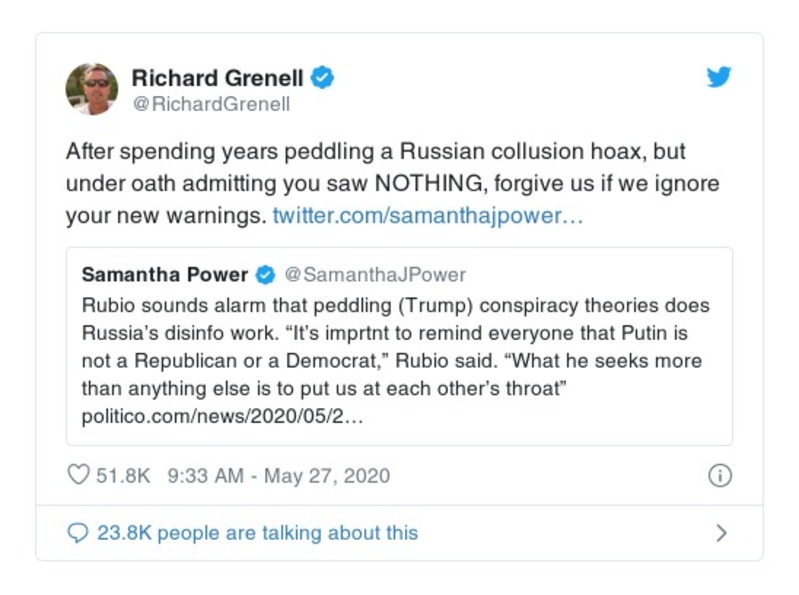 Richard Grenell
@RichardGrenell
After spending years peddling a Russian collusion hoax, but
under oath admitting you saw NOTHING, forgive us if we ignore
your new warnings. twitter.com/samanthajpower…
Samantha Power @SamanthaJPower
Rubio sounds alarm that peddling (Trump) conspiracy theories does
Russia’s disinfo work. “It’s imprtnt to remind everyone that Putin is
not a Republican or a Democrat,” Rubio said. “What he seeks more
than anything else is to put us at each other’s throat”
politico.com/news/2020/05/2…
51.8K 9:33 AM - May 27, 2020
23.8K people are talking about this